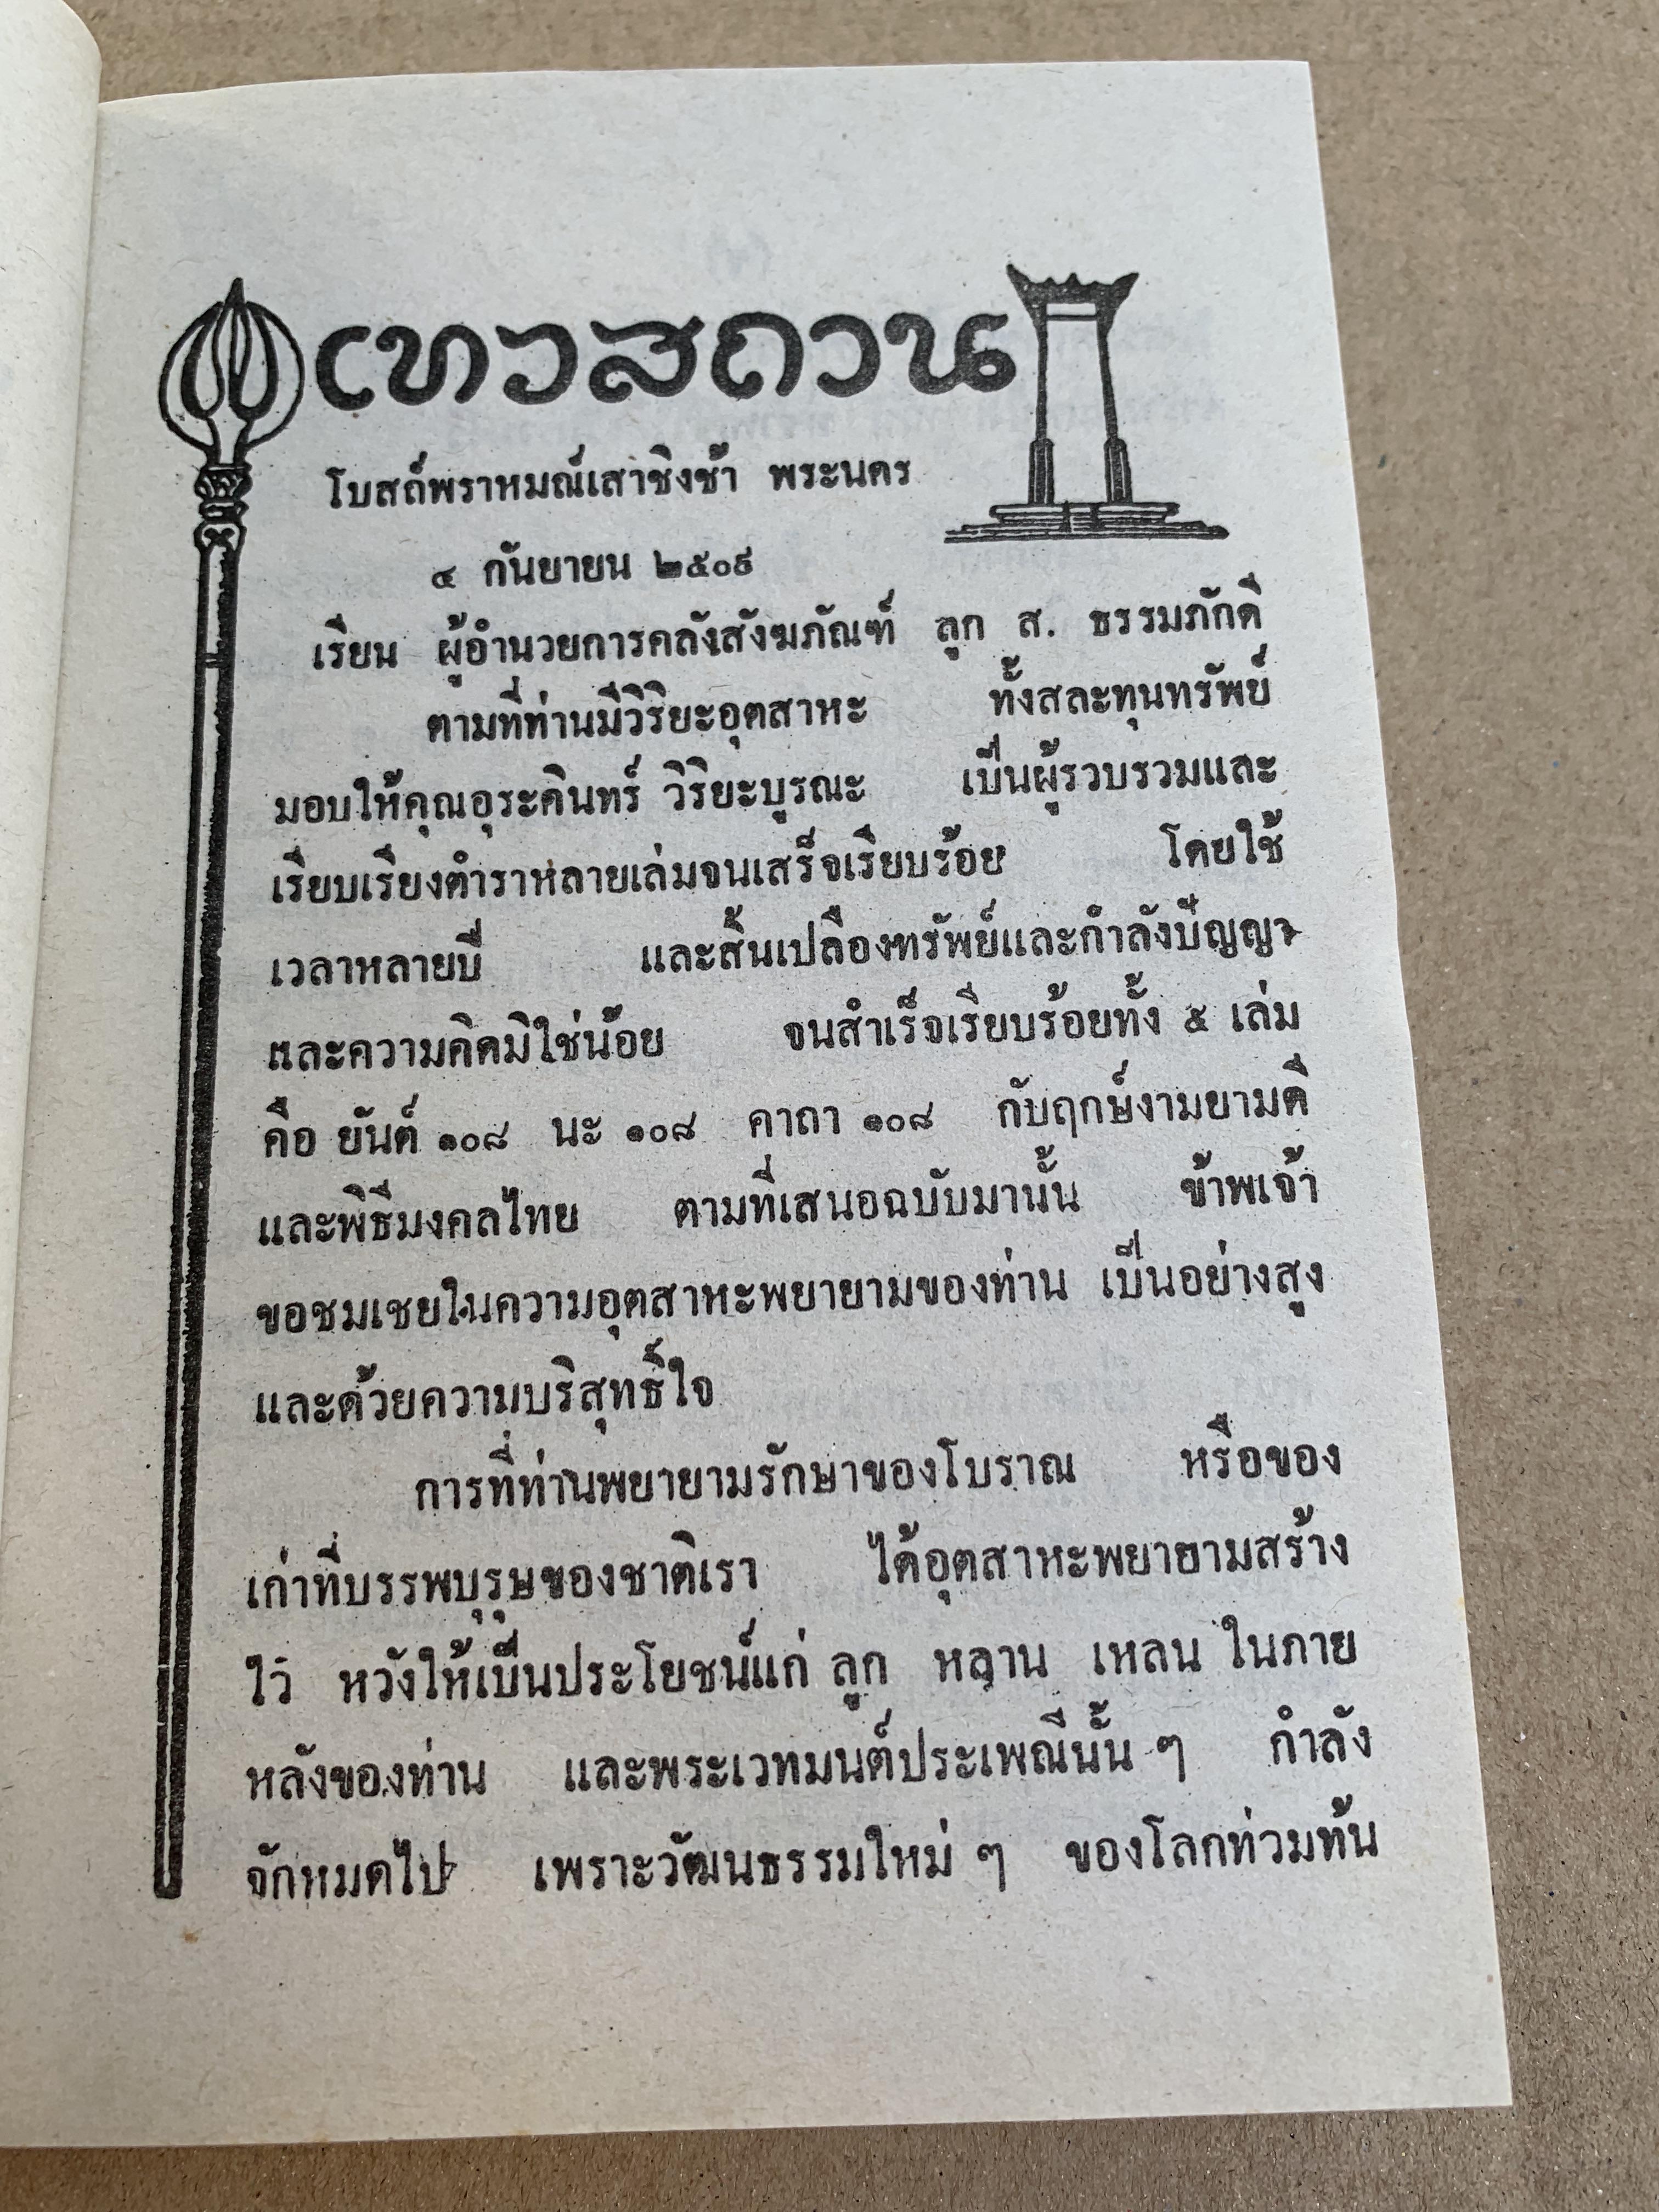 เทวสถาน
โบสถ์พราหมณ์เสาชิงช้า พระนคร
๔ กันยายน ๒๕๐๙
เรียน ผู้อำนวยการคลังสังฆภัณฑ์ ลูก ส. ธรรมภักดี
ตามที่ท่านมีวิริยะอุตสาหะ ทั้งสละทุนทรัพย์
มอบให้คุณอุระคินทร์ วิริยะบูรณะ เป็นผู้รวบรวมและ
เรียบเรียงตำราหลายเล่มจนเสร็จเรียบร้อย โดยใช้
เวลาหลายปี และสิ้นเปลืองทรัพย์และกำลังปัญญา
และความคิดมิใช่น้อย จนสำเร็จเรียบร้อยทั้ง ๕ เล่ม
คือ ยันต์ ๑๐๘ นะ ๑๐๘ คาถา ๑๐๘ กับฤกษ์งามยามดี
และพิธีมงคลไทย ตามที่เสนอฉบับมานั้น ข้าพเจ้า
ขอชมเชยในความอุตสาหะพยายามของท่าน เป็นอย่างสูง
และด้วยความบริสุทธิ์ใจ
การที่ท่านพยายามรักษาของโบราณ หรือของ
เก่าที่บรรพบุรุษของชาติเรา ได้อุตสาหะพยายามสร้าง
ไว้ หวังให้เป็นประโยชน์แก่ ลูก หลาน เหลน ในภาย
หลังของท่าน และพระเวทมนต์ประเพณีนั้น ๆ กำลัง
จักหมดไป เพราะวัฒนธรรมใหม่ ๆ ของโลกท่วมท้น